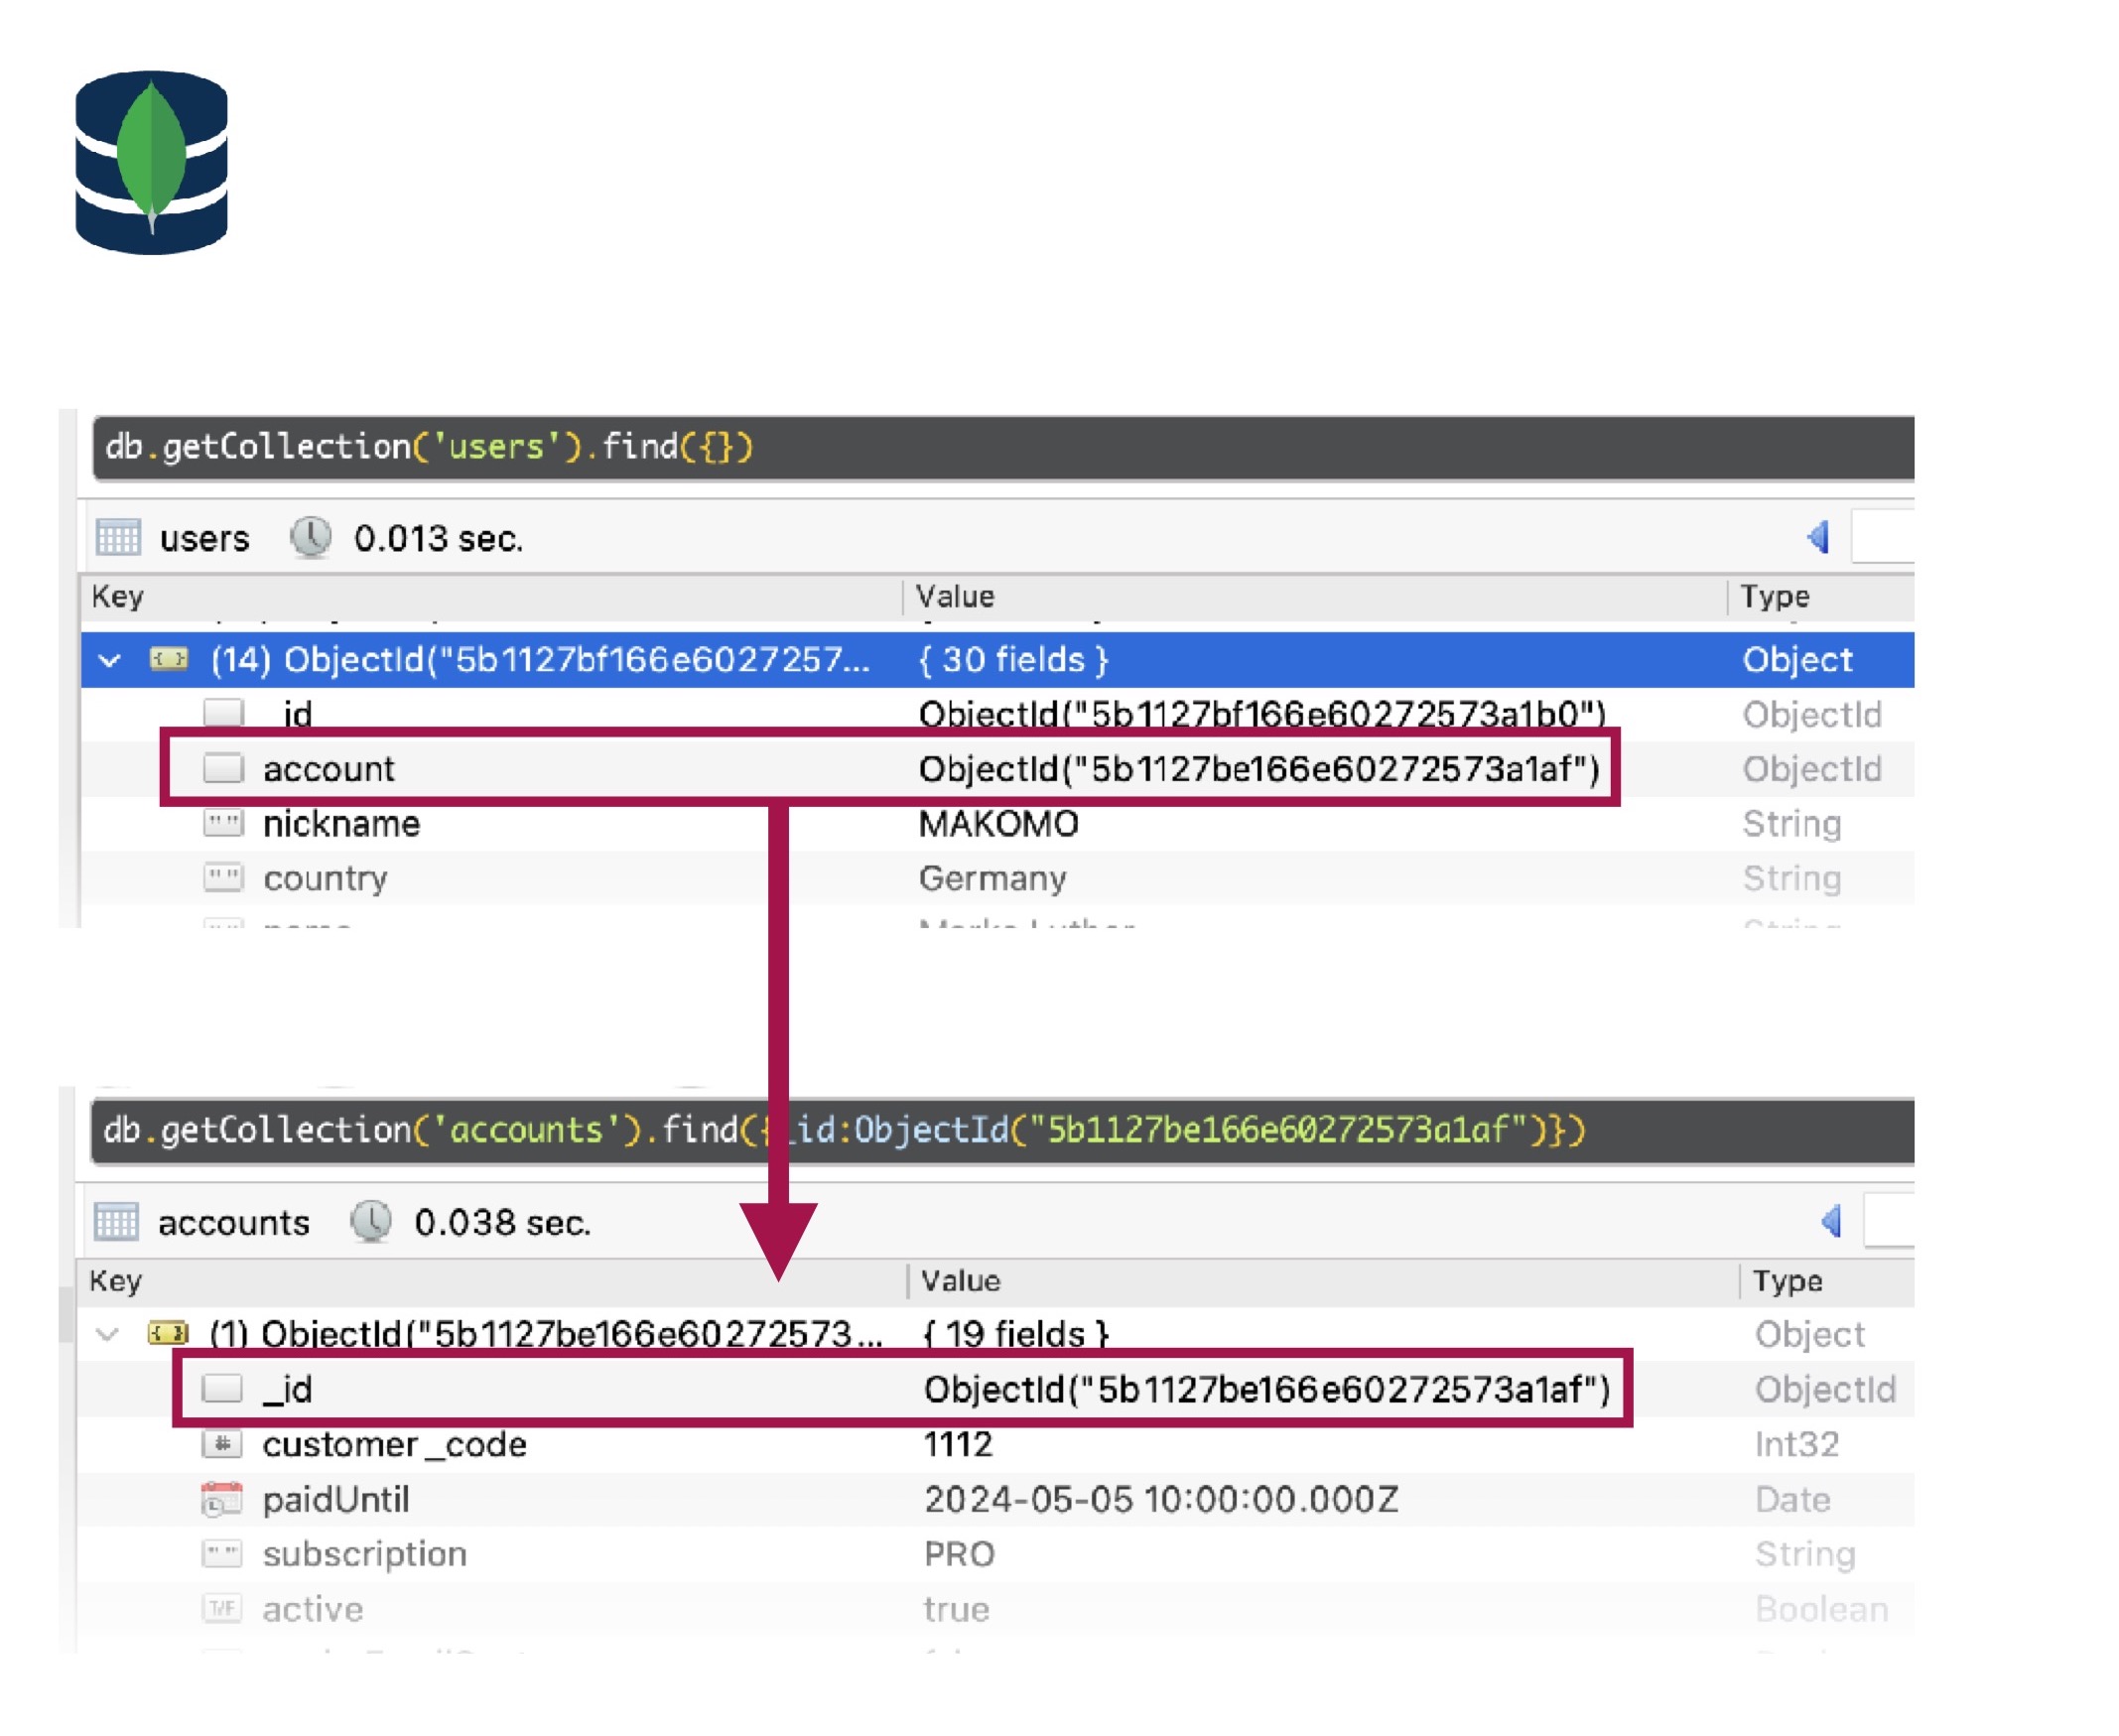 db.getCollection('users').find({})
users 0.013 sec.
Key Value Type
(14) ObjectId("5b1127bf166e6027257... { 30 fields } Object
_id ObjectId("5b1127bf166e60272573a1b0") ObjectId
account ObjectId("5b1127be166e60272573a1af") ObjectId
nickname MAKOMO String
country Germany String
db.getCollection('accounts').find({_id:ObjectId("5b1127be166e60272573a1af")})
accounts 0.038 sec.
Key Value Type
(1) ObjectId("5b1127be166e60272573... { 19 fields } Object
_id ObjectId("5b1127be166e60272573a1af") ObjectId
# customer_code 1112 Int32
paidUntil 2024-05-05 10:00:00.000Z Date
subscription PRO String
T/F active true Boolean